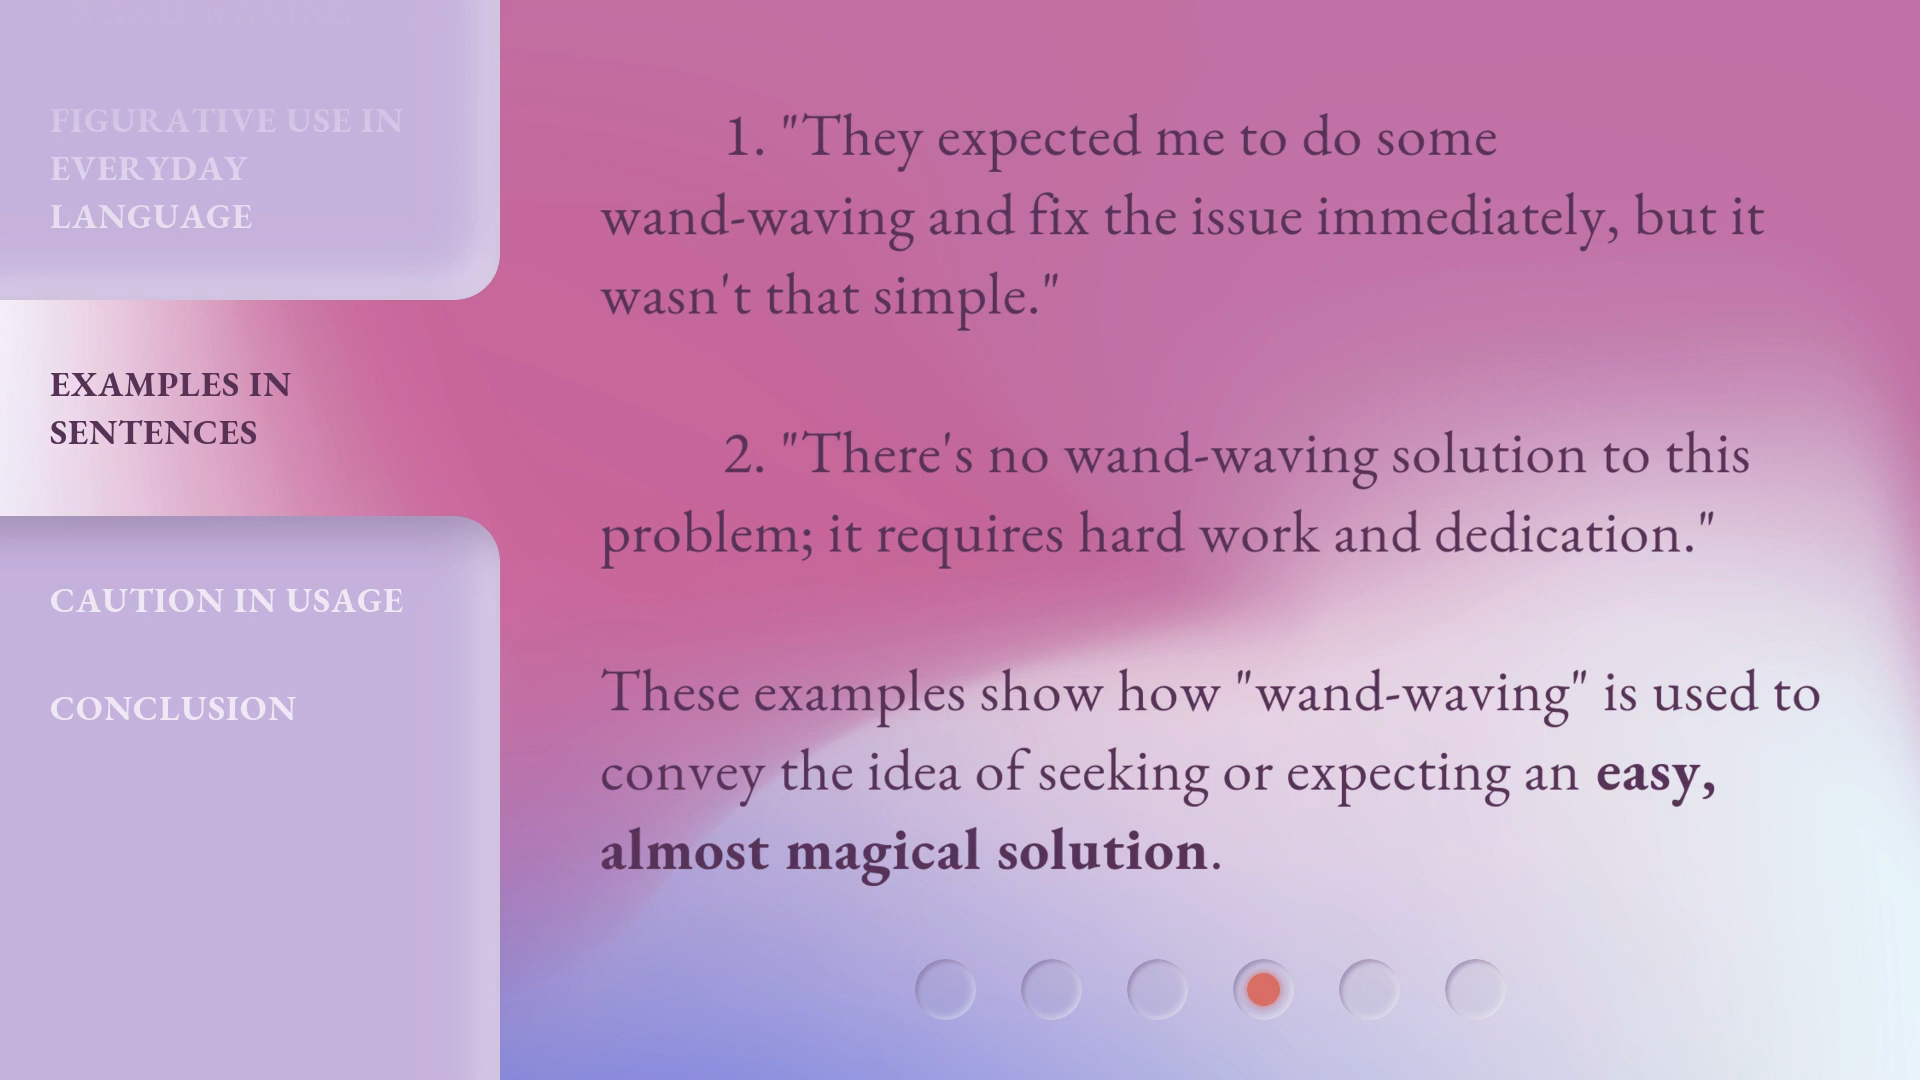 FIGURATIVE USE IN
EVERYDAY
LANGUAGE
EXAMPLES IN
SENTENCES
CAUTION IN USAGE
CONCLUSION
1. "They expected me to do some
wand-waving and fix the issue immediately, but it
wasn't that simple."
2. "There's no wand-waving solution to this
problem; it requires hard work and dedication."
These examples show how "wand-waving" is used to
convey the idea of seeking or expecting an easy,
almost magical solution.